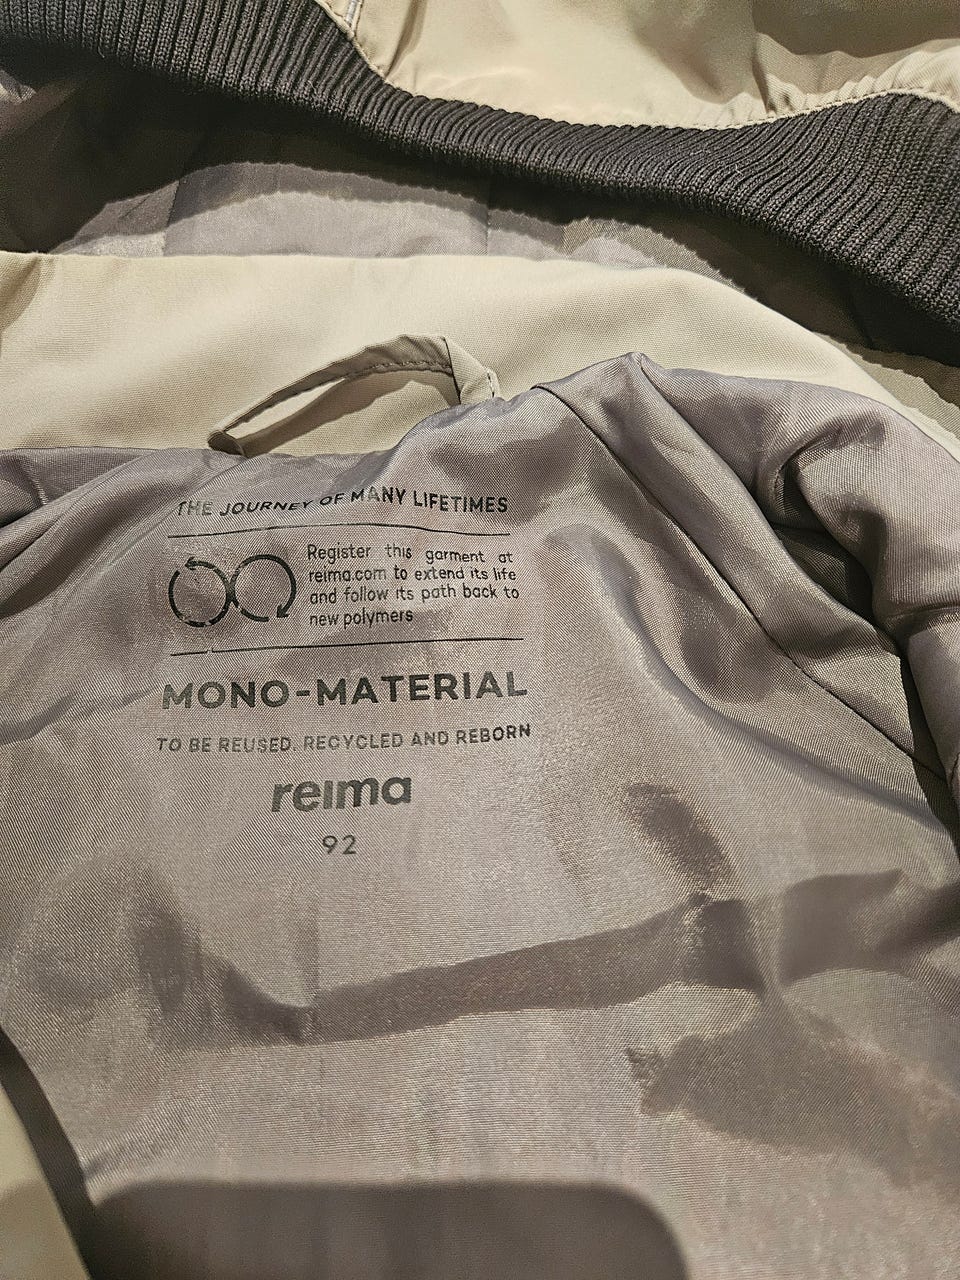 THE JOURNEY OF MANY LIFETIMES
Register this garment at
reima.com to extend its life
and follow its path back to
new polymers
MONO-MATERIAL
TO BE REUSED, RECYCLED AND REBORN
reima
92